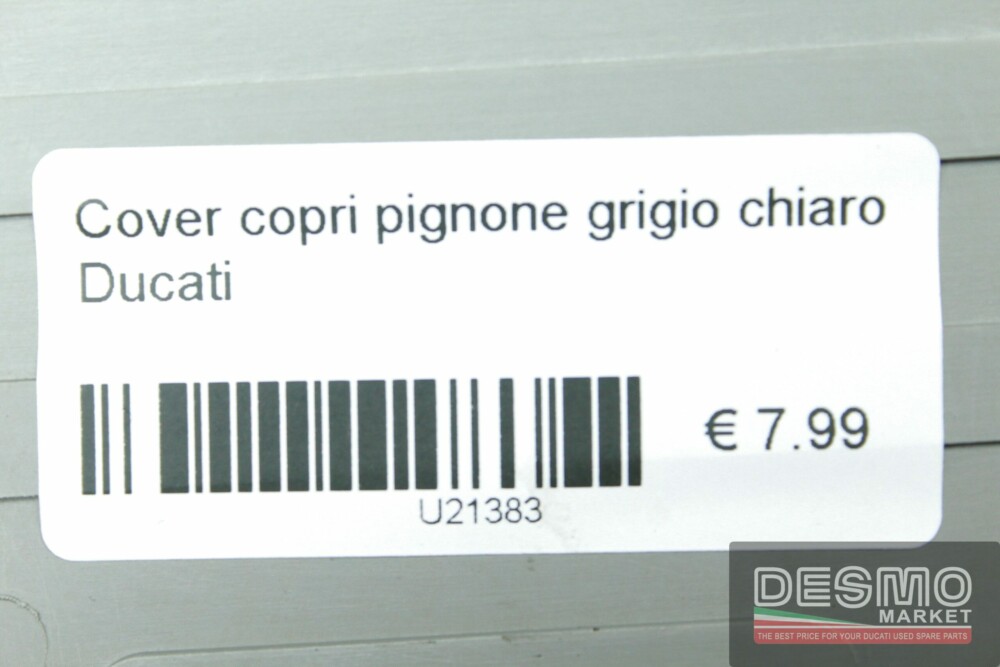 Cover copri pignone grigio chiaro
Ducati
€ 7.99
U21383
DESMO
MARKET
THE BEST PRICE FOR YOUR DUCATI USED SPARE PARTS